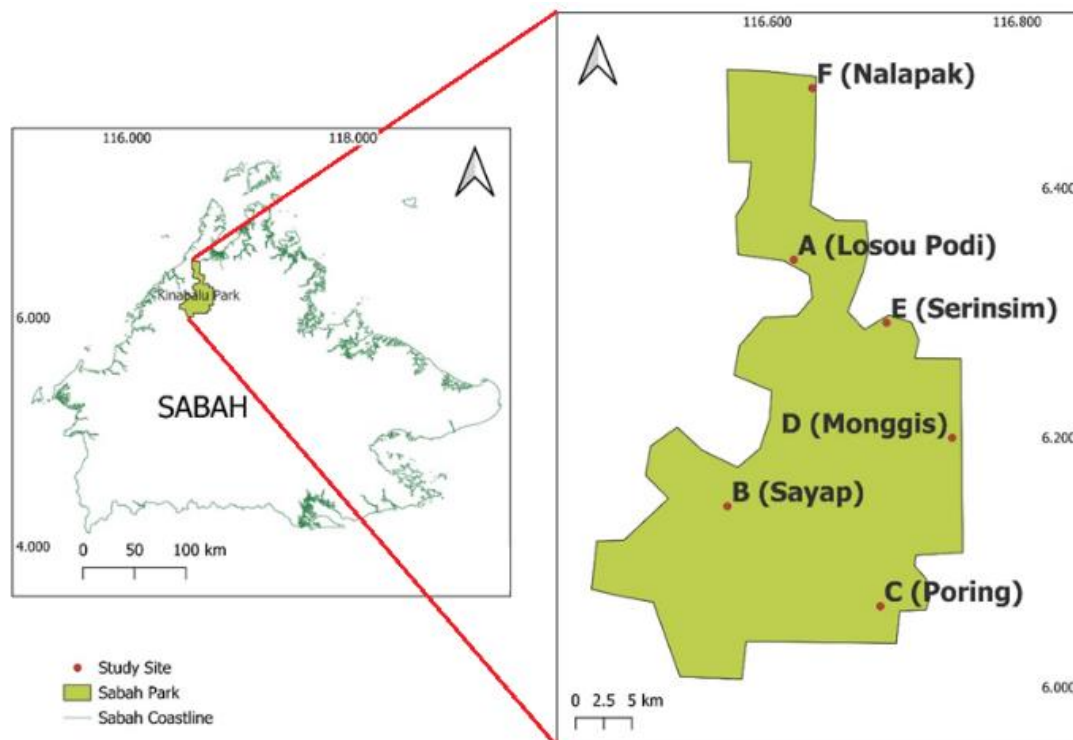 116.000
118.000
6.000
4.000
Kinabalu Park
SABAH
0 50 100 km
Study Site
Sabah Park
Sabah Coastline
116.600
116.800
F (Nalapak)
6.400
A (Losou Podi)
E (Serinsim)
D (Monggis)
6.200
B (Sayap)
C (Poring)
6.000
0 2.5 5 km